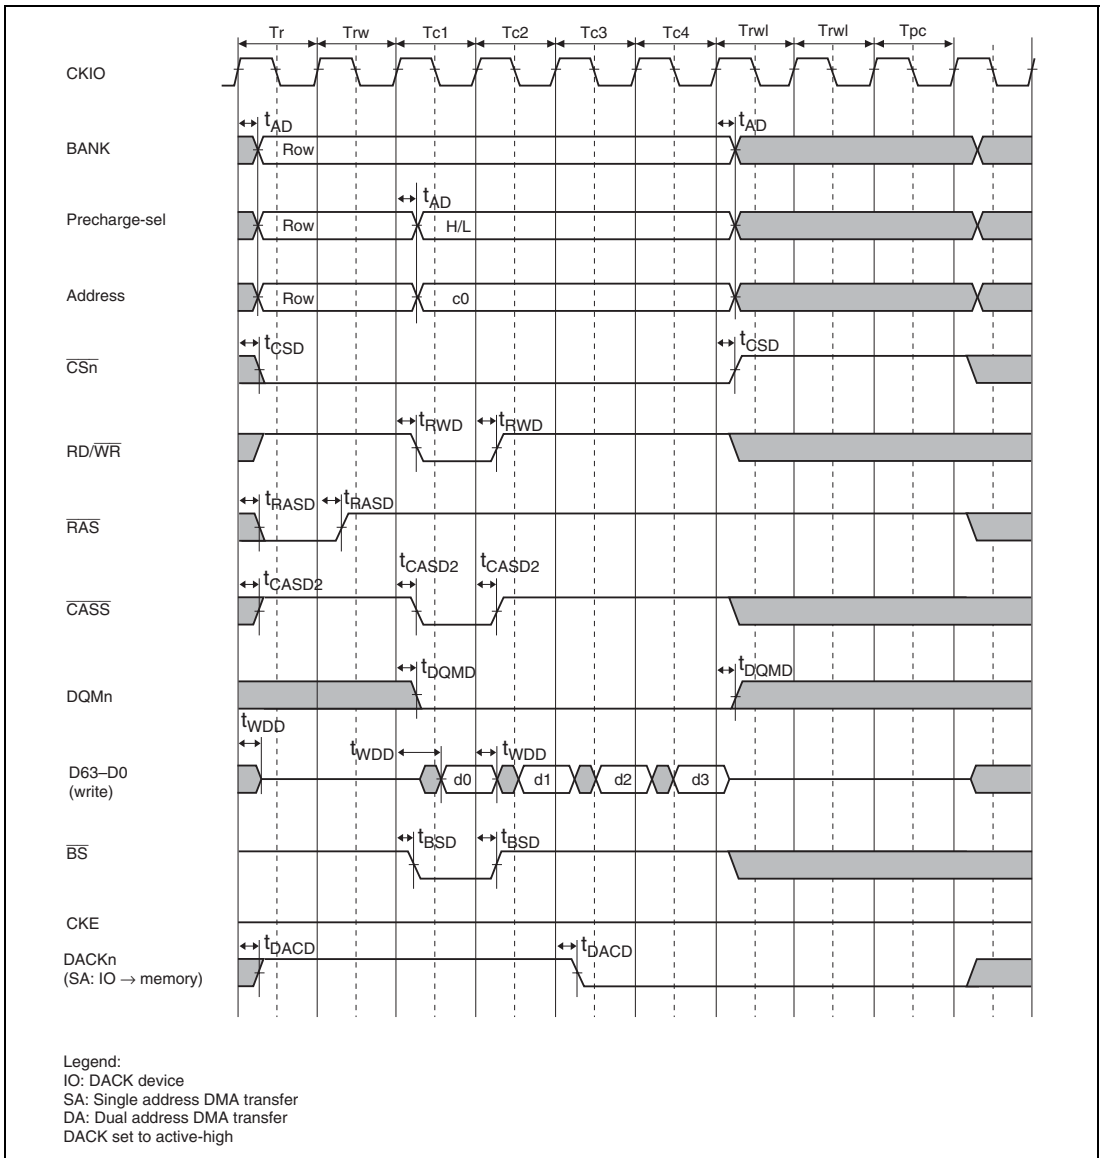 Tr Trw Tc1 Tc2 Tc3 Tc4 Trwl Trwl Tpc
CKIO
tAD tAD
BANK Row
tAD
Precharge-sel Row H/L
Address Row c0
tCSD tCSD
CSn
tRWD tRWD
RD/WR
tRASD tRASD
RAS
tCASD2 tCASD2 tCASD2
CASS
tDQMD tDQMD
DQMn
tWDD tWDD tWDD
D63–D0 d0 d1 d2 d3
(write)
tBSD tBSD
BS
CKE
tDACD tDACD
DACKn
(SA: IO → memory)
Legend:
IO: DACK device
SA: Single address DMA transfer
DA: Dual address DMA transfer
DACK set to active-high